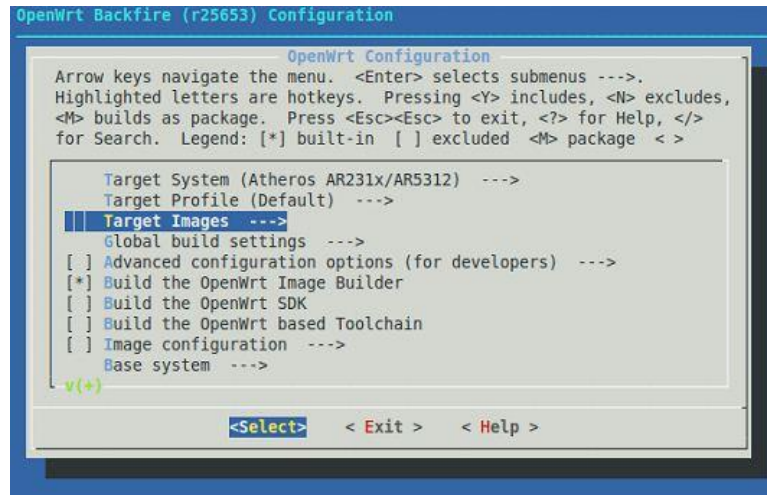 OpenWrt Backfire (r25653) Configuration
OpenWrt Configuration
Arrow keys navigate the menu.  <Enter> selects submenus --->.
Highlighted letters are hotkeys.  Pressing <Y> includes, <N> excludes,
<M> builds as package.  Press <Esc><Esc> to exit, <?> for Help, </>
for Search.  Legend: [*] built-in  [ ] excluded  <M> package  < >
Target System (Atheros AR231x/AR5312)  --->
Target Profile (Default)  --->
Target Images  --->
Global build settings  --->
[ ] Advanced configuration options (for developers)  --->
[*] Build the OpenWrt Image Builder
[ ] Build the OpenWrt SDK
[ ] Build the OpenWrt based Toolchain
[ ] Image configuration  --->
Base system  --->
v(+)
<Select>    < Exit >    < Help >